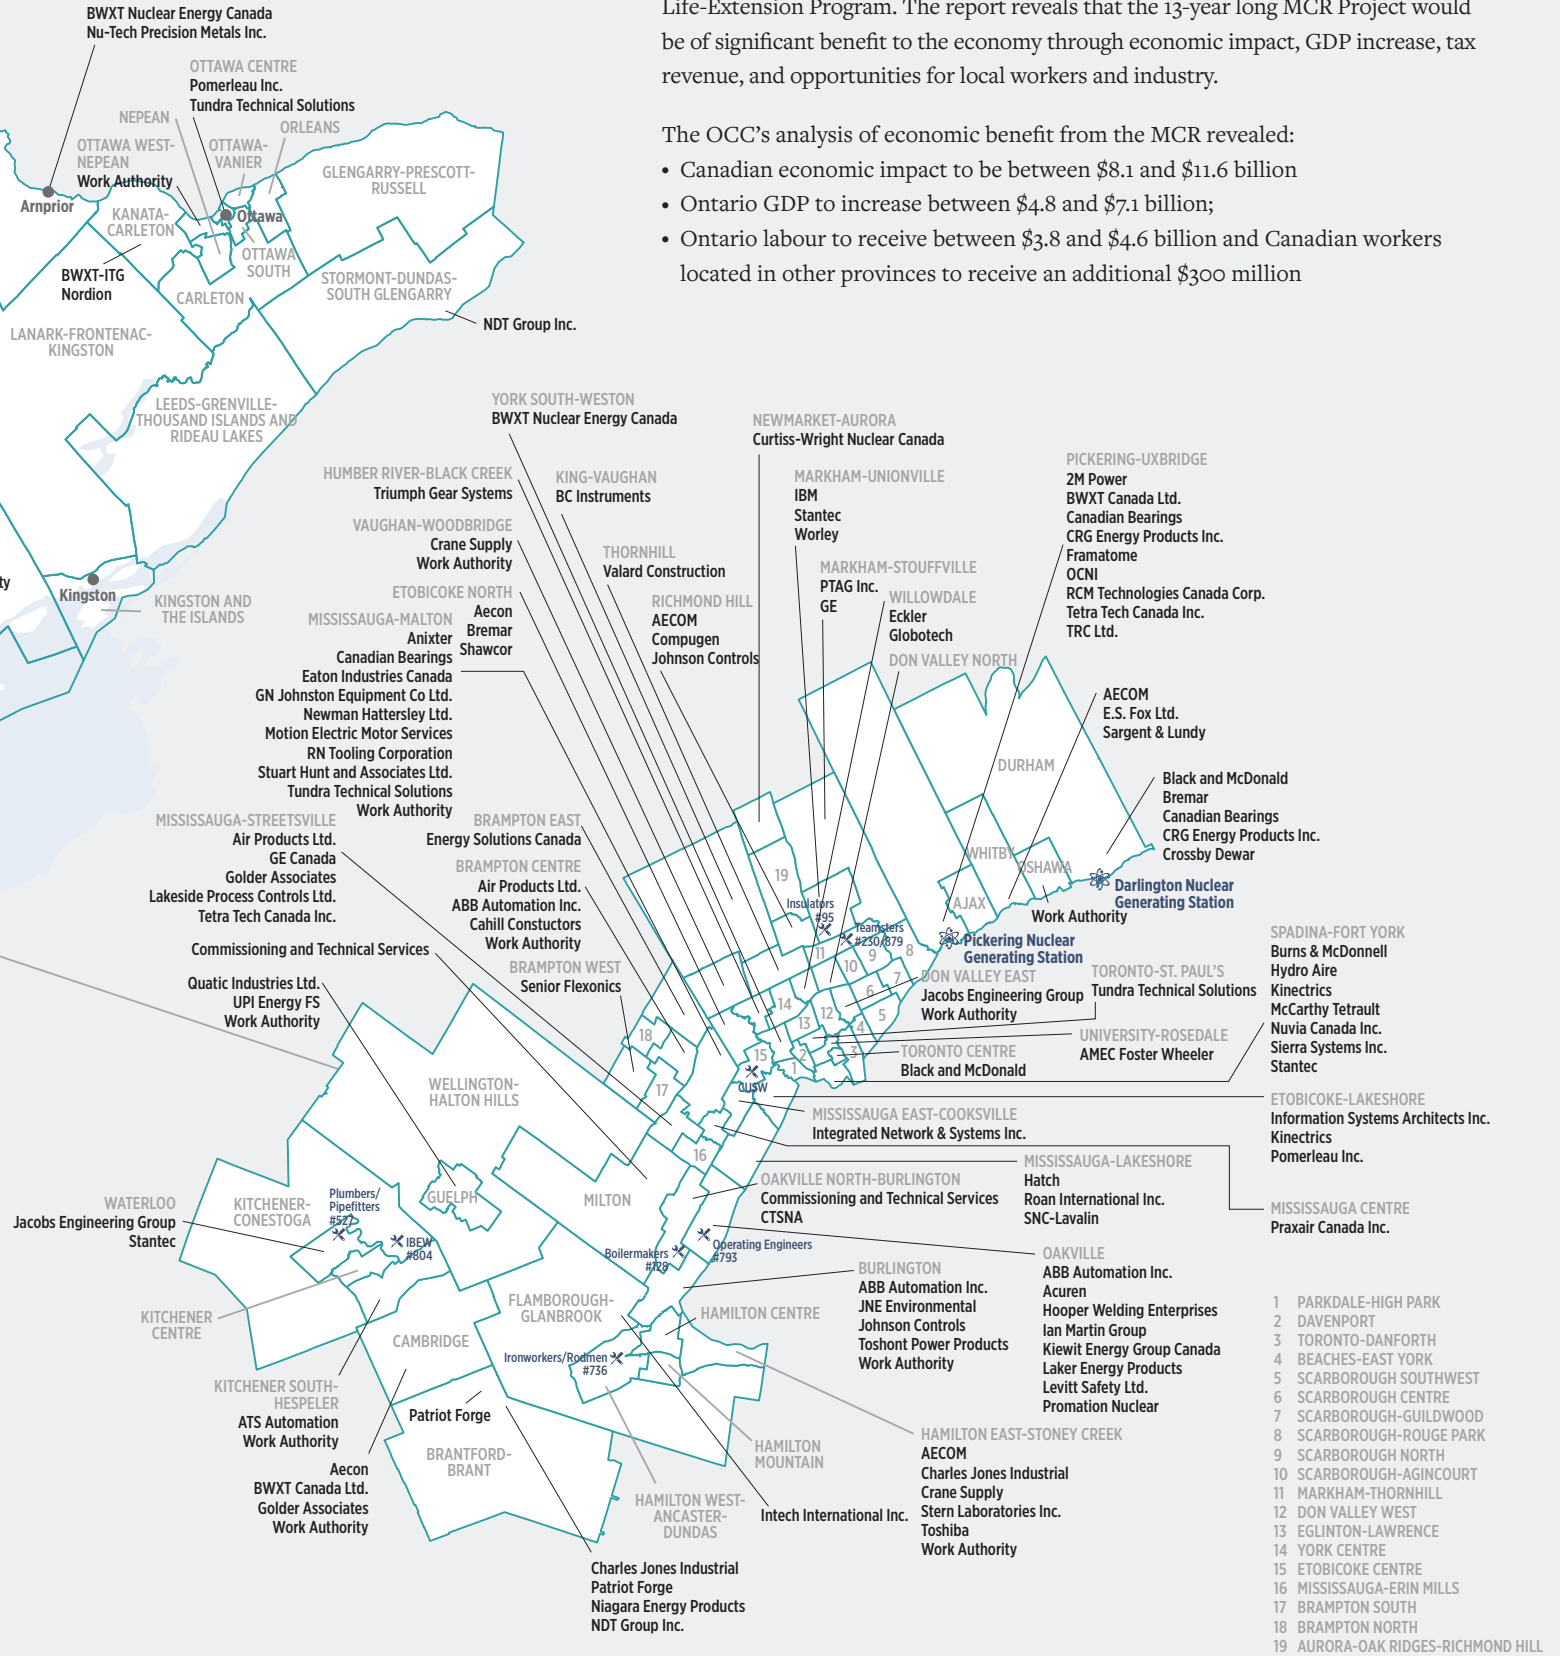 Life-Extension Program. The report reveals that the 13-year long MCR Project would
be of significant benefit to the economy through economic impact, GDP increase, tax
revenue, and opportunities for local workers and industry.
The OCC's analysis of economic benefit from the MCR revealed:
• Canadian economic impact to be between $8.1 and $11.6 billion
• Ontario GDP to increase between $4.8 and $7.1 billion;
• Ontario labour to receive between $3.8 and $4.6 billion and Canadian workers
located in other provinces to receive an additional $300 million
BWXT Nuclear Energy Canada
Nu-Tech Precision Metals Inc.
Arnprior
OTTAWA CENTRE
Pomerleau Inc.
Tundra Technical Solutions
NEPEAN
OTTAWA WEST-
NEPEAN
Work Authority
OTTAWA-
VANIER
ORLEANS
GLENGARRY-PRESCOTT-
RUSSELL
KANATA-
CARLETON
BWXT-ITG
Nordion
Ottawa
OTTAWA
SOUTH
CARLETON
STORMONT-DUNDAS-
SOUTH GLENGARRY
NDT Group Inc.
LANARK-FRONTENAC-
KINGSTON
LEEDS-GRENVILLE-
THOUSAND ISLANDS AND
RIDEAU LAKES
ty
Kingston
KINGSTON AND
THE ISLANDS
YORK SOUTH-WESTON
BWXT Nuclear Energy Canada
HUMBER RIVER-BLACK CREEK
Triumph Gear Systems
KING-VAUGHAN
BC Instruments
VAUGHAN-WOODBRIDGE
Crane Supply
Work Authority
THORNHILL
Valard Construction
ETOBICOKE NORTH
Aecon
Bremar
Shawcor
RICHMOND HILL
AECOM
Compugen
Johnson Controls
NEWMARKET-AURORA
Curtiss-Wright Nuclear Canada
MARKHAM-UNIONVILLE
IBM
Stantec
Worley
MARKHAM-STOUFFVILLE
PTAG Inc.
GE
WILLOWDALE
Eckler
Globotech
DON VALLEY NORTH
PICKERING-UXBRIDGE
2M Power
BWXT Canada Ltd.
Canadian Bearings
CRG Energy Products Inc.
Framatome
OCNI
RCM Technologies Canada Corp.
Tetra Tech Canada Inc.
TRC Ltd.
AECOM
E.S. Fox Ltd.
Sargent & Lundy
DURHAM
Black and McDonald
Bremar
Canadian Bearings
CRG Energy Products Inc.
Crossby Dewar
WHITBY
OSHAWA
AJAX
Darlington Nuclear
Generating Station
Work Authority
Pickering Nuclear
Generating Station
MISSISSAUGA-MALTON
Anixter
Canadian Bearings
Eaton Industries Canada
GN Johnston Equipment Co Ltd.
Newman Hattersley Ltd.
Motion Electric Motor Services
RN Tooling Corporation
Stuart Hunt and Associates Ltd.
Tundra Technical Solutions
Work Authority
MISSISSAUGA-STREETSVILLE
Air Products Ltd.
GE Canada
Golder Associates
Lakeside Process Controls Ltd.
Tetra Tech Canada Inc.
BRAMPTON EAST
Energy Solutions Canada
BRAMPTON CENTRE
Air Products Ltd.
ABB Automation Inc.
Cahill Constuctors
Work Authority
BRAMPTON WEST
Senior Flexonics
Commissioning and Technical Services
Quatic Industries Ltd.
UPI Energy FS
Work Authority
19
Insulators
#95
Teamsters
#230/879
11
10
9
8
7
6
5
4
3
2
1
12
13
14
15
16
17
18
CUSW
DON VALLEY EAST
Jacobs Engineering Group
Work Authority
TORONTO-ST. PAUL'S
Tundra Technical Solutions
UNIVERSITY-ROSEDALE
AMEC Foster Wheeler
TORONTO CENTRE
Black and McDonald
SPADINA-FORT YORK
Burns & McDonnell
Hydro Aire
Kinectrics
McCarthy Tetrault
Nuvia Canada Inc.
Sierra Systems Inc.
Stantec
ETOBICOKE-LAKESHORE
Information Systems Architects Inc.
Kinectrics
Pomerleau Inc.
MISSISSAUGA EAST-COOKSVILLE
Integrated Network & Systems Inc.
MISSISSAUGA-LAKESHORE
Hatch
Roan International Inc.
SNC-Lavalin
MISSISSAUGA CENTRE
Praxair Canada Inc.
OAKVILLE NORTH-BURLINGTON
Commissioning and Technical Services
CTSNA
WELLINGTON-
HALTON HILLS
GUELPH
MILTON
WATERLOO
Jacobs Engineering Group
Stantec
KITCHENER-
CONESTOGA
Plumbers/
Pipefitters
#527
IBEW
#804
Boilermakers
#128
Operating Engineers
#793
OAKVILLE
ABB Automation Inc.
Acuren
Hooper Welding Enterprises
Ian Martin Group
Kiewit Energy Group Canada
Laker Energy Products
Levitt Safety Ltd.
Promation Nuclear
BURLINGTON
ABB Automation Inc.
JNE Environmental
Johnson Controls
Toshont Power Products
Work Authority
KITCHENER
CENTRE
FLAMBOROUGH-
GLANBROOK
HAMILTON CENTRE
CAMBRIDGE
Ironworkers/Rodmen
#736
KITCHENER SOUTH-
HESPELER
ATS Automation
Work Authority
Patriot Forge
Aecon
BWXT Canada Ltd.
Golder Associates
Work Authority
BRANTFORD-
BRANT
HAMILTON
MOUNTAIN
HAMILTON WEST-
ANCASTER-
DUNDAS
Intech International Inc.
HAMILTON EAST-STONEY CREEK
AECOM
Charles Jones Industrial
Crane Supply
Stern Laboratories Inc.
Toshiba
Work Authority
Charles Jones Industrial
Patriot Forge
Niagara Energy Products
NDT Group Inc.
1 PARKDALE-HIGH PARK
2 DAVENPORT
3 TORONTO-DANFORTH
4 BEACHES-EAST YORK
5 SCARBOROUGH SOUTHWEST
6 SCARBOROUGH CENTRE
7 SCARBOROUGH-GUILDWOOD
8 SCARBOROUGH-ROUGE PARK
9 SCARBOROUGH NORTH
10 SCARBOROUGH-AGINCOURT
11 MARKHAM-THORNHILL
12 DON VALLEY WEST
13 EGLINTON-LAWRENCE
14 YORK CENTRE
15 ETOBICOKE CENTRE
16 MISSISSAUGA-ERIN MILLS
17 BRAMPTON SOUTH
18 BRAMPTON NORTH
19 AURORA-OAK RIDGES-RICHMOND HILL